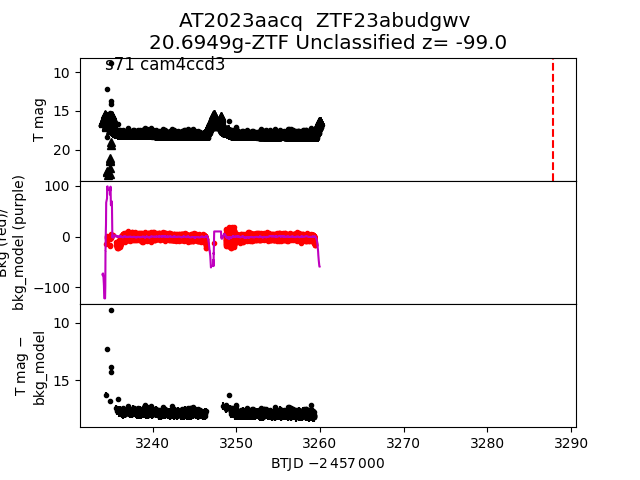 AT2023aacq  ZTF23abudgwv
20.6949g-ZTF Unclassified z= -99.0
s71 cam4ccd3
10
15
20
T mag
100
0
−100
Bkg (red)/
bkg_model (purple)
10
15
T mag −
bkg_model
3240 3250 3260 3270 3280 3290
BTJD −2 457 000